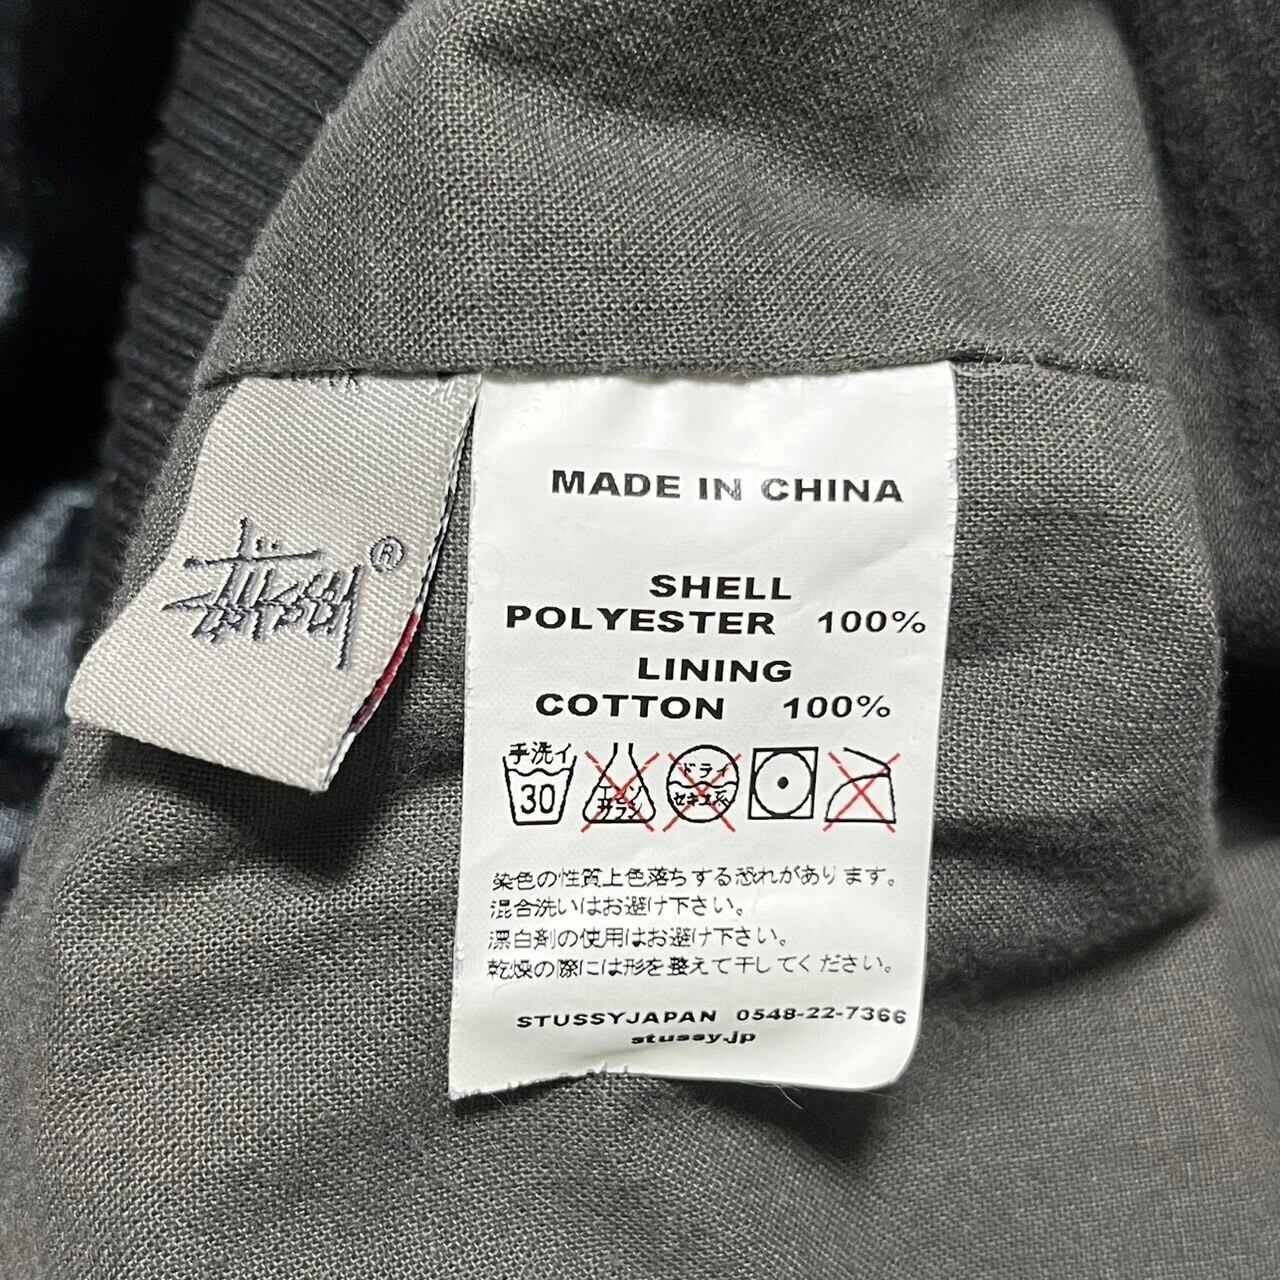 MADE IN CHINA
SHELL
POLYESTER 100%
LINING
COTTON 100%
手洗イ
30
エンソ
サラシ
ドライ
セキユ系
染色の性質上色落ちする恐れがあります。
混合洗いはお避け下さい。
漂白剤の使用はお避け下さい。
乾燥の際には形を整えて干してください。
STUSSYJAPAN 0548-22-7366
stussy.jp
Stüssy
®